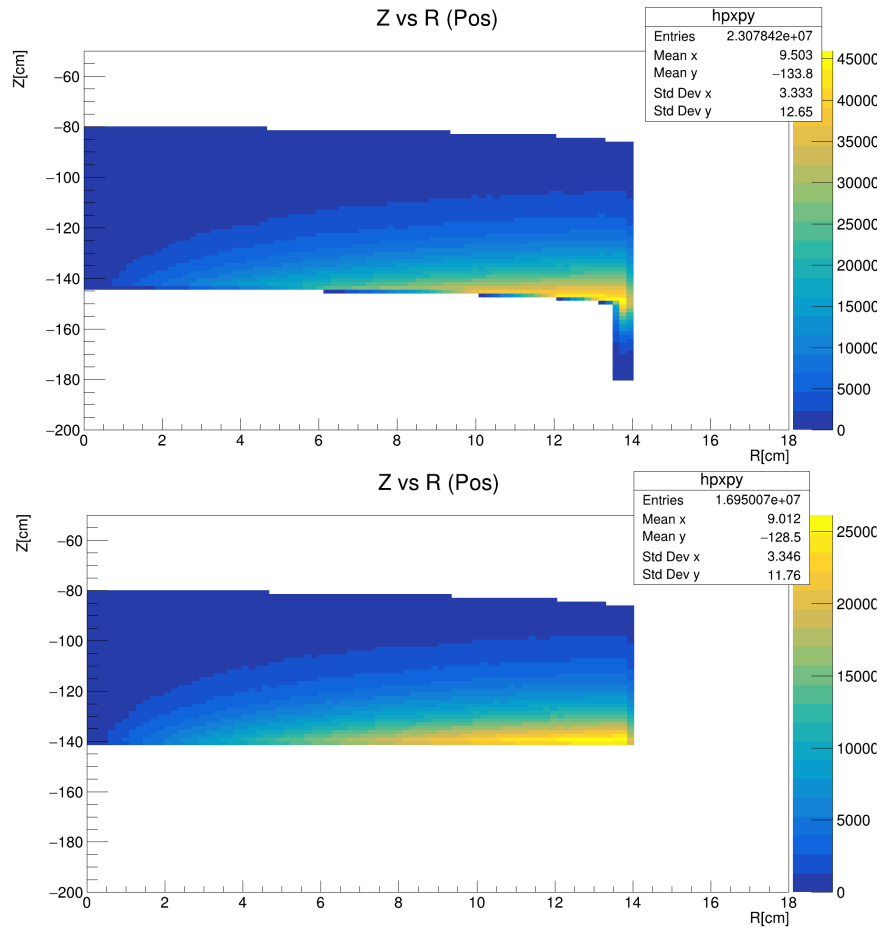 Z vs R (Pos)
hpxpy
Entries 2.307842e+07
Mean x 9.503
Mean y −133.8
Std Dev x 3.333
Std Dev y 12.65
Z[cm]
−60
−80
−100
−120
−140
−160
−180
−200
0 2 4 6 8 10 12 14 16 18
R[cm]
45000
40000
35000
30000
25000
20000
15000
10000
5000
0
Z vs R (Pos)
hpxpy
Entries 1.695007e+07
Mean x 9.012
Mean y −128.5
Std Dev x 3.346
Std Dev y 11.76
Z[cm]
−60
−80
−100
−120
−140
−160
−180
−200
0 2 4 6 8 10 12 14 16 18
R[cm]
25000
20000
15000
10000
5000
0